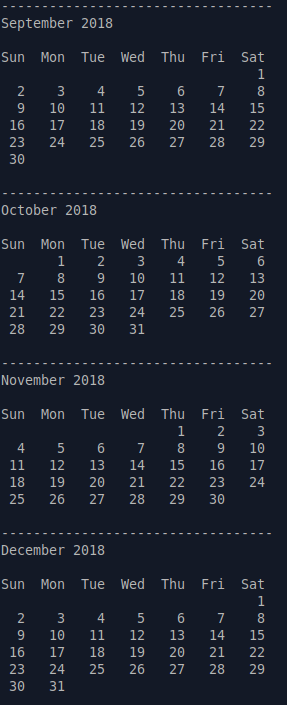 ----------------------------------
September 2018
Sun  Mon  Tue  Wed  Thu  Fri  Sat
                                1
  2    3    4    5    6    7    8
  9   10   11   12   13   14   15
 16   17   18   19   20   21   22
 23   24   25   26   27   28   29
 30
----------------------------------
October 2018
Sun  Mon  Tue  Wed  Thu  Fri  Sat
       1    2    3    4    5    6
  7    8    9   10   11   12   13
 14   15   16   17   18   19   20
 21   22   23   24   25   26   27
 28   29   30   31
----------------------------------
November 2018
Sun  Mon  Tue  Wed  Thu  Fri  Sat
                      1    2    3
  4    5    6    7    8    9   10
 11   12   13   14   15   16   17
 18   19   20   21   22   23   24
 25   26   27   28   29   30
----------------------------------
December 2018
Sun  Mon  Tue  Wed  Thu  Fri  Sat
                                1
  2    3    4    5    6    7    8
  9   10   11   12   13   14   15
 16   17   18   19   20   21   22
 23   24   25   26   27   28   29
 30   31